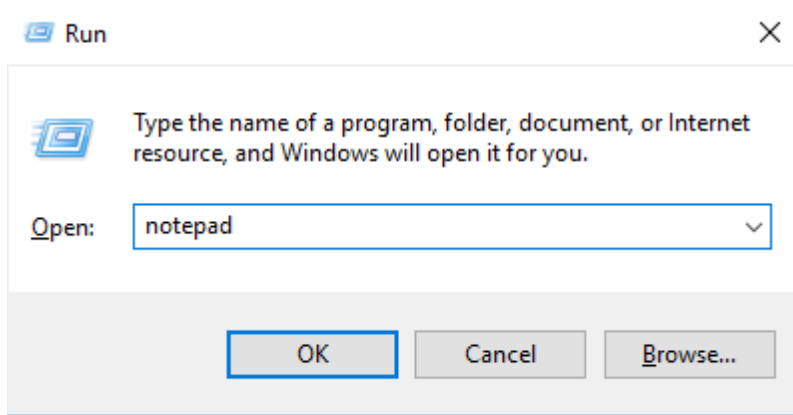 Run
Type the name of a program, folder, document, or Internet
resource, and Windows will open it for you.
Open: notepad
OK Cancel Browse...